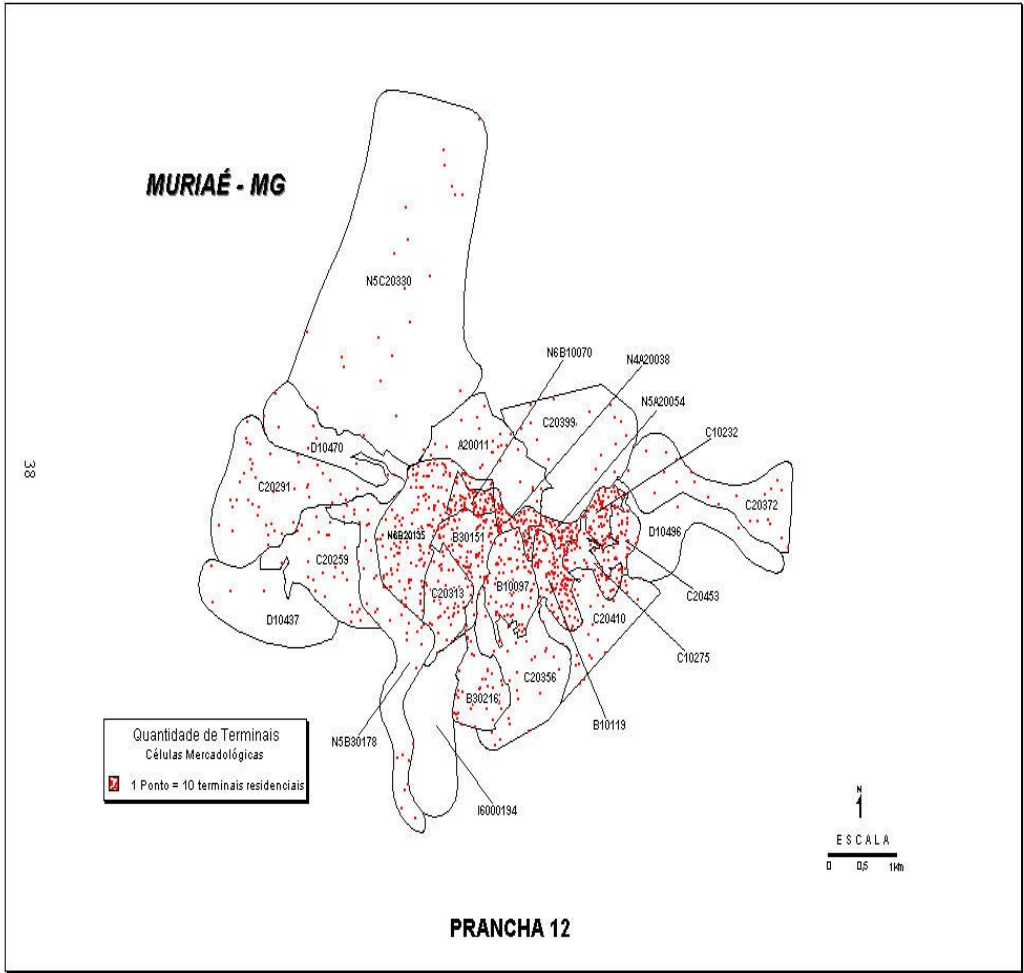 MURIAÉ - MG
N5C20330
N6B10070
N4A20038
N5A20054
C20399
C10232
A20011
D10470
C20291
C20372
N6B20135
B30151
D10496
C20259
B10097
C20313
C20453
D10437
C20410
C10275
C20356
B30216
B10119
N5B30178
I6000194
Quantidade de Terminais
Células Mercadológicas
1 Ponto = 10 terminais residenciais
N
ESCALA
0 0,5 1km
PRANCHA 12
38